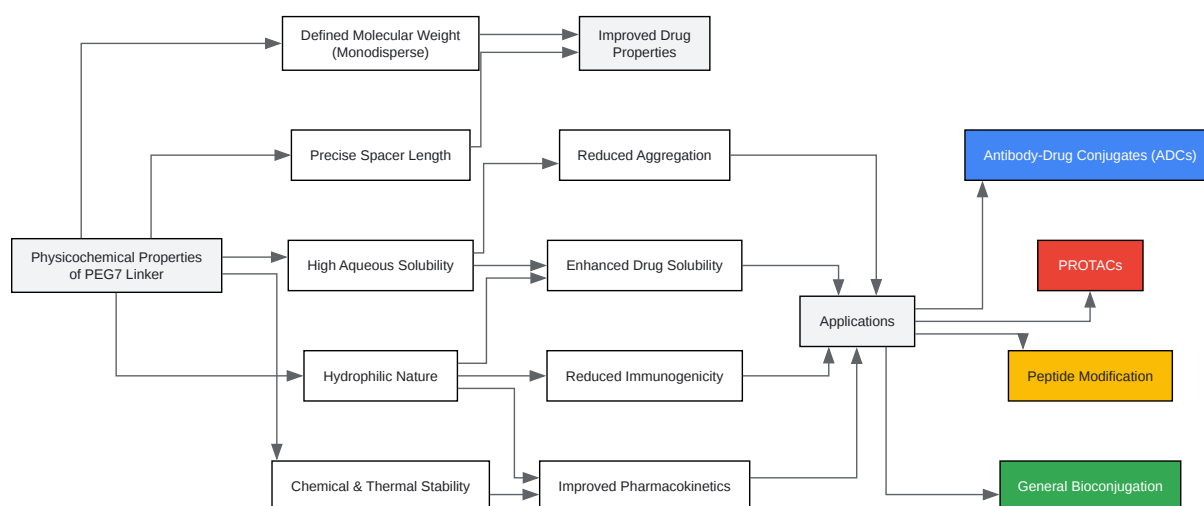 Defined Molecular Weight
(Monodisperse)
Improved Drug
Properties
Precise Spacer Length
Reduced Aggregation
Antibody-Drug Conjugates (ADCs)
Physicochemical Properties
of PEG7 Linker
High Aqueous Solubility
Enhanced Drug Solubility
PROTACs
Applications
Hydrophilic Nature
Reduced Immunogenicity
Peptide Modification
Chemical & Thermal Stability
Improved Pharmacokinetics
General Bioconjugation